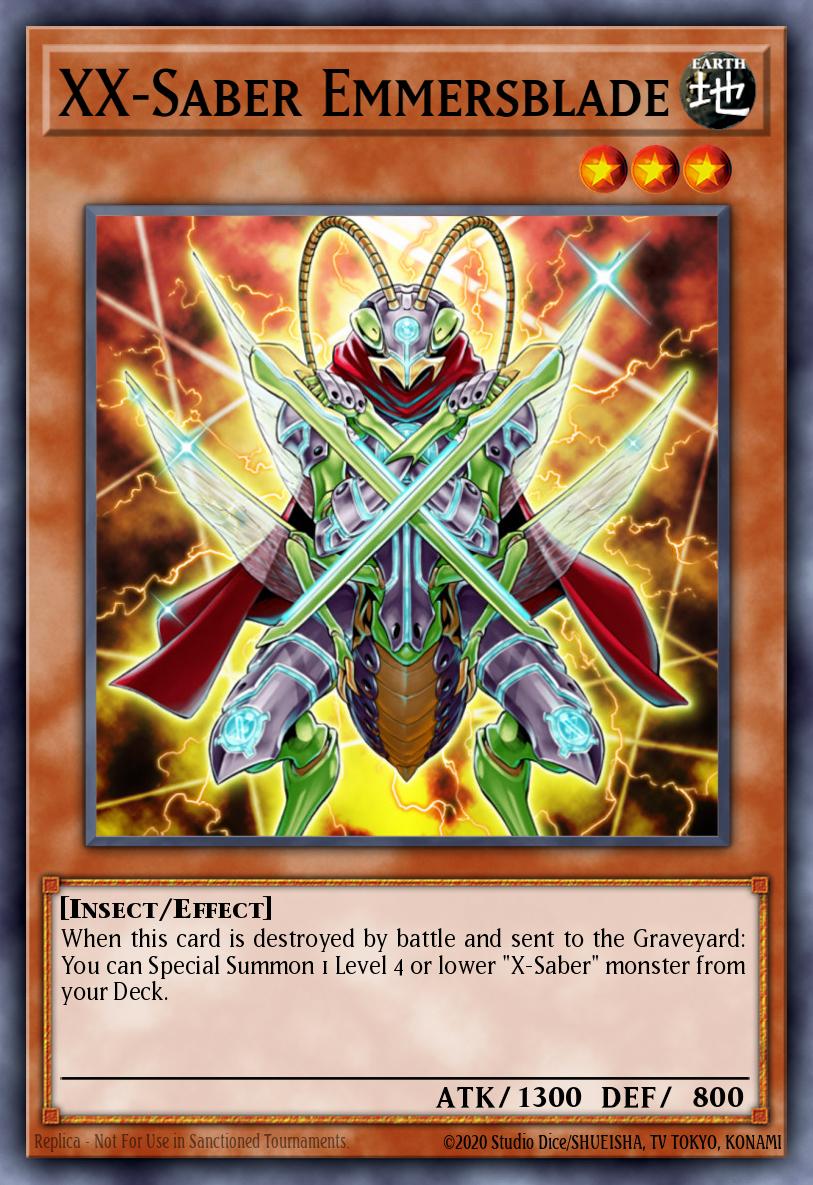 XX-Saber Emmersblade
EARTH
地
[Insect/Effect]
When this card is destroyed by battle and sent to the Graveyard:
You can Special Summon 1 Level 4 or lower "X-Saber" monster from
your Deck.
ATK/1300 DEF/ 800
Replica - Not For Use in Sanctioned Tournaments.
©2020 Studio Dice/SHUEISHA, TV TOKYO, KONAMI